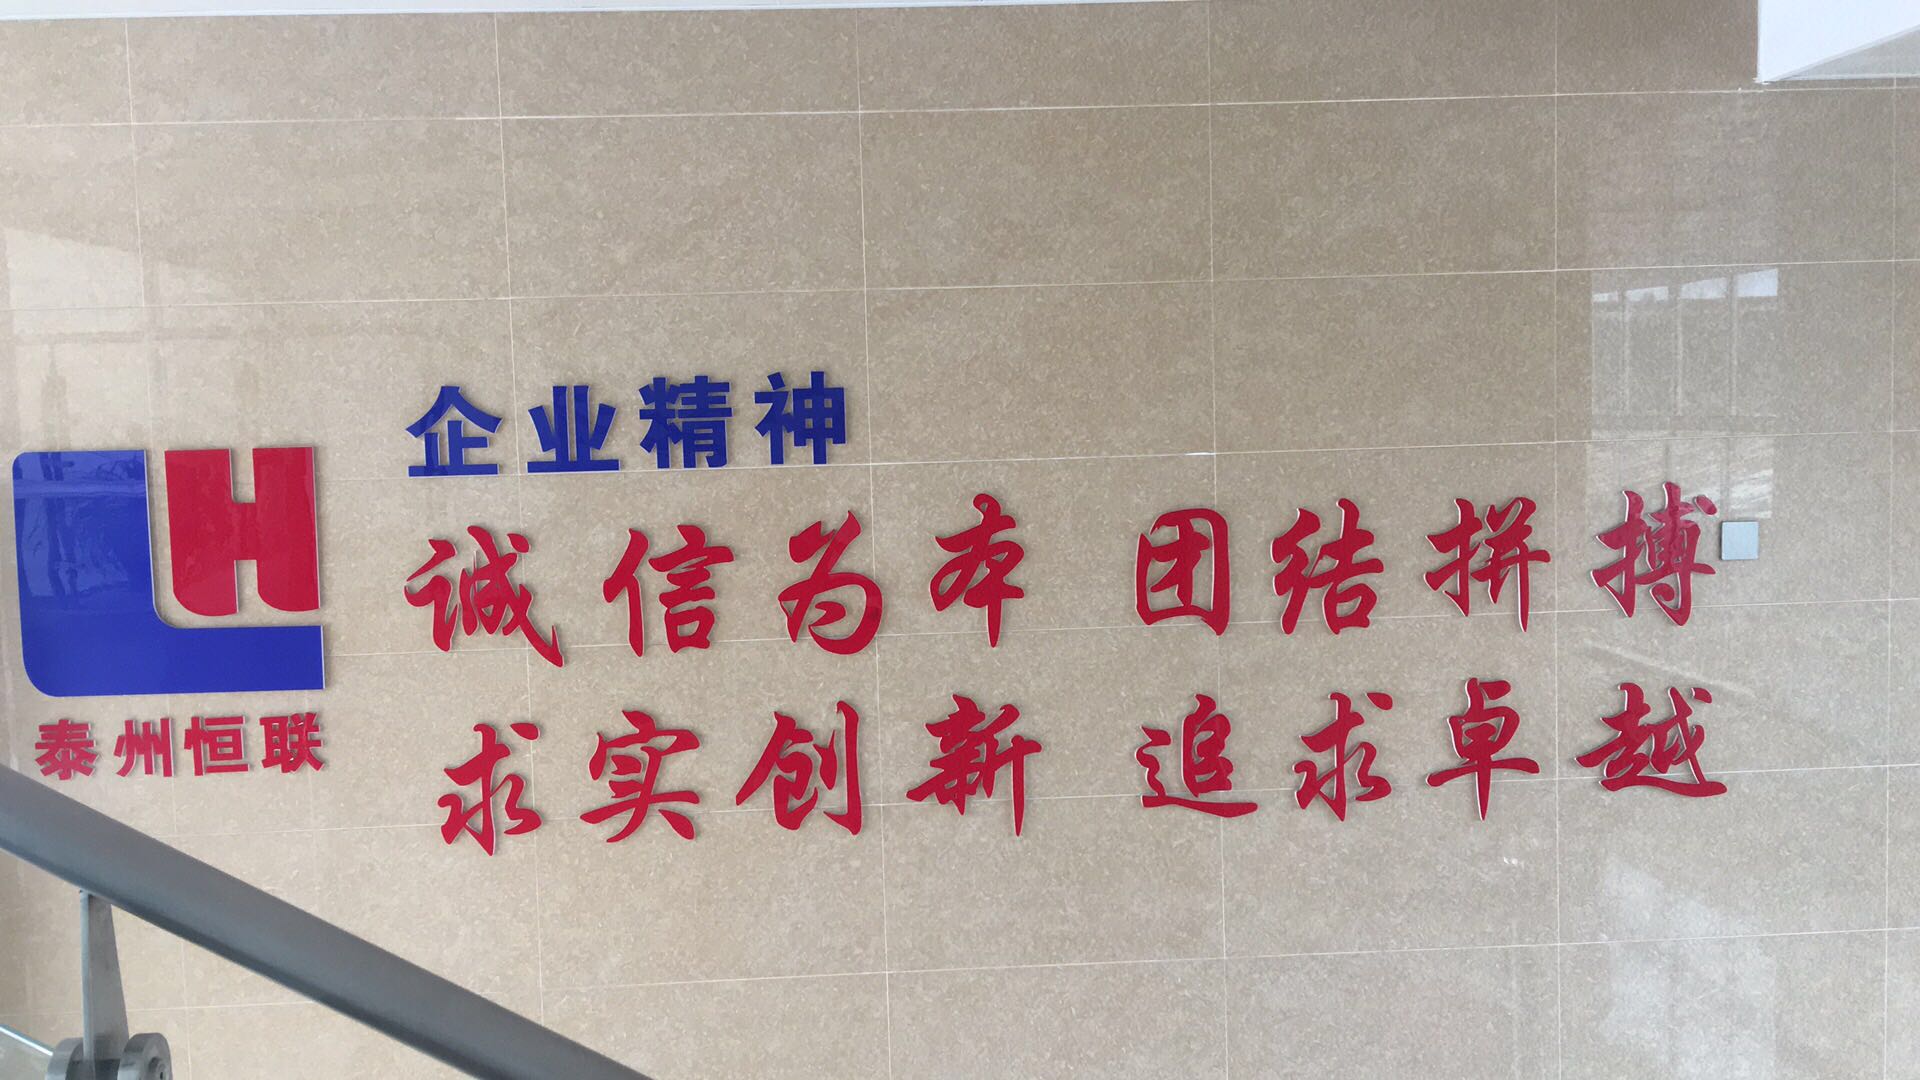 企业精神
诚信为本 团结拼搏
求实创新 追求卓越
LH
泰州恒联